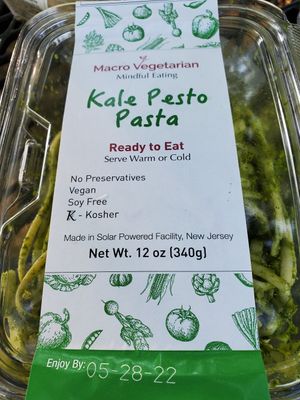 Macro Vegetarian
Mindful Eating
Kale Pesto
Pasta
Ready to Eat
Serve Warm or Cold
No Preservatives
Vegan
Soy Free
K - Kosher
Made in Solar Powered Facility, New Jersey
Net Wt. 12 oz (340g)
Enjoy By: 05-28-22